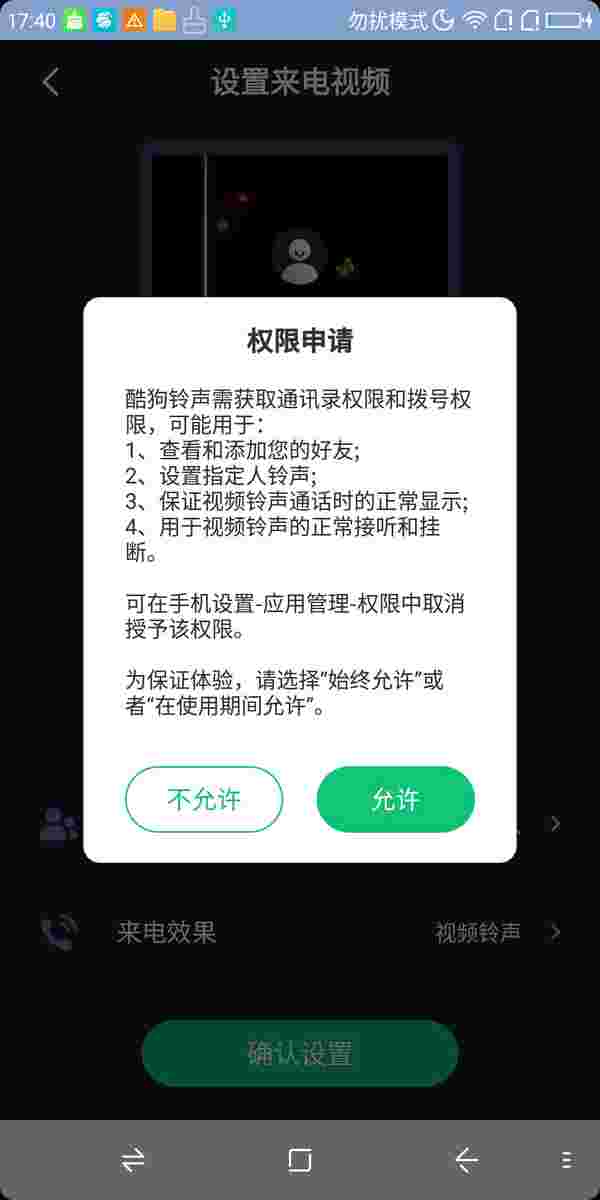 17:40
勿扰模式
设置来电视频
权限申请
酷狗铃声需获取通讯录权限和拨号权
限，可能用于：
1、查看和添加您的好友;
2、设置指定人铃声;
3、保证视频铃声通话时的正常显示;
4、用于视频铃声的正常接听和挂
断。
可在手机设置-应用管理-权限中取消
授予该权限。
为保证体验，请选择"始终允许"或
者“在使用期间允许”。
不允许
允许
来电效果
视频铃声
确认设置